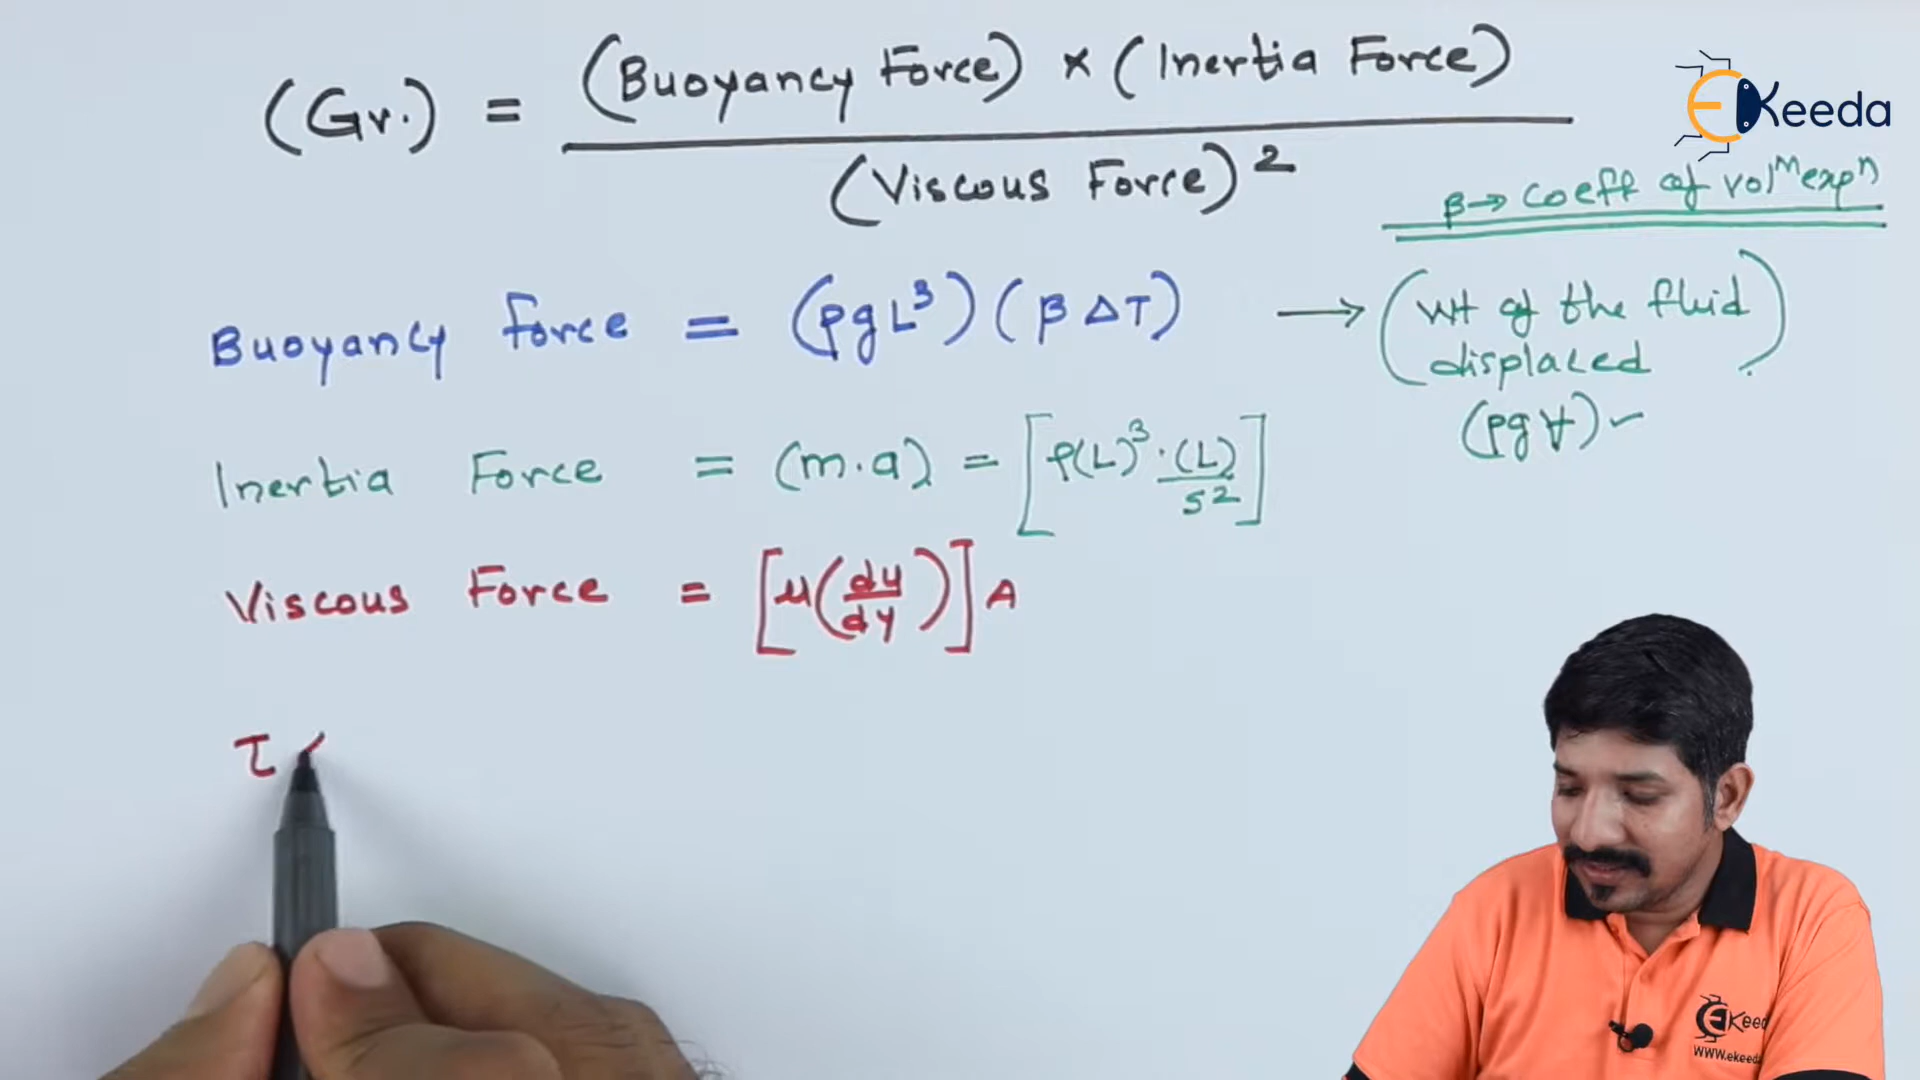 (Gr.) = (Buoyancy Force) × (Inertia Force)
(Viscous Force)²
EKeeda
β→ coeff of volᵐ expⁿ
Buoyancy Force = (ρgL³)(βΔT) → (wt of the fluid
displaced)
(ρg∀) ✓
Inertia Force = (m.a) = [ρ(L)³·(L)/s²]
Viscous Force = [μ(du/dy)]A
τ
EKeed
www.ekeeda